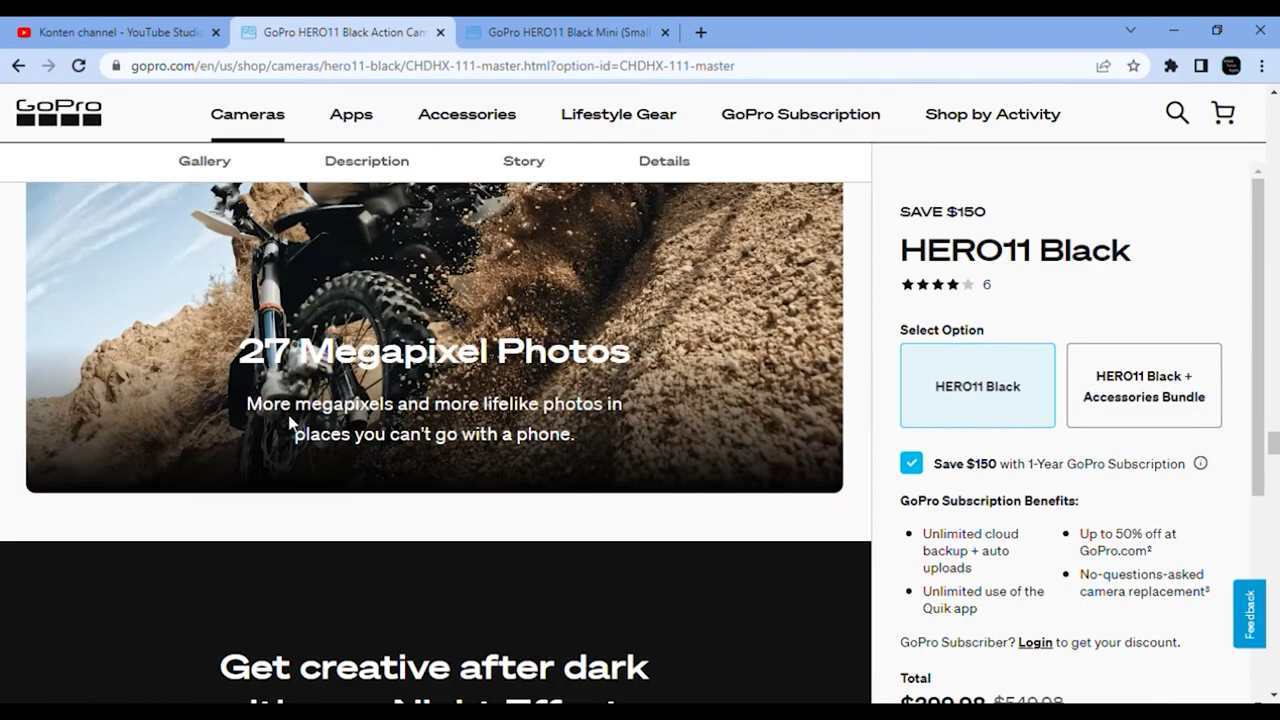 Konten channel - YouTube Studio
GoPro HERO11 Black Action Cam
GoPro HERO11 Black Mini (Small
gopro.com/en/us/shop/cameras/hero11-black/CHDHX-111-master.html?option-id=CHDHX-111-master
GoPro
Cameras
Apps
Accessories
Lifestyle Gear
GoPro Subscription
Shop by Activity
Gallery
Description
Story
Details
27 Megapixel Photos
More megapixels and more lifelike photos in
places you can't go with a phone.
Get creative after dark
SAVE $150
HERO11 Black
6
Select Option
HERO11 Black
HERO11 Black +
Accessories Bundle
Save $150 with 1-Year GoPro Subscription
GoPro Subscription Benefits:
Unlimited cloud
backup + auto
uploads
Unlimited use of the
Quik app
Up to 50% off at
GoPro.com²
No-questions-asked
camera replacement³
GoPro Subscriber? Login to get your discount.
Total
Feedback